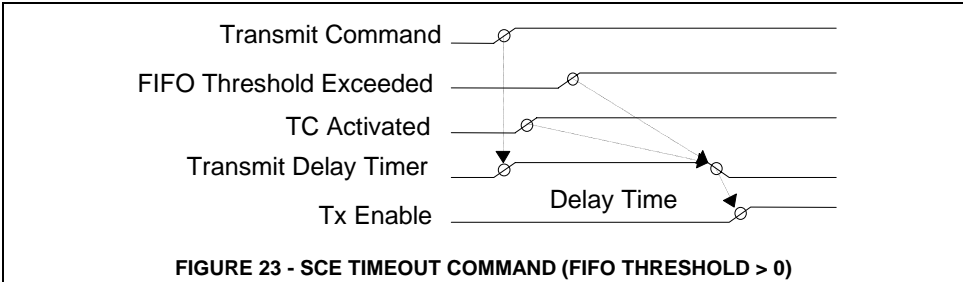 Transmit Command
FIFO Threshold Exceeded
TC Activated
Transmit Delay Timer
Delay Time
Tx Enable
FIGURE 23 - SCE TIMEOUT COMMAND (FIFO THRESHOLD > 0)